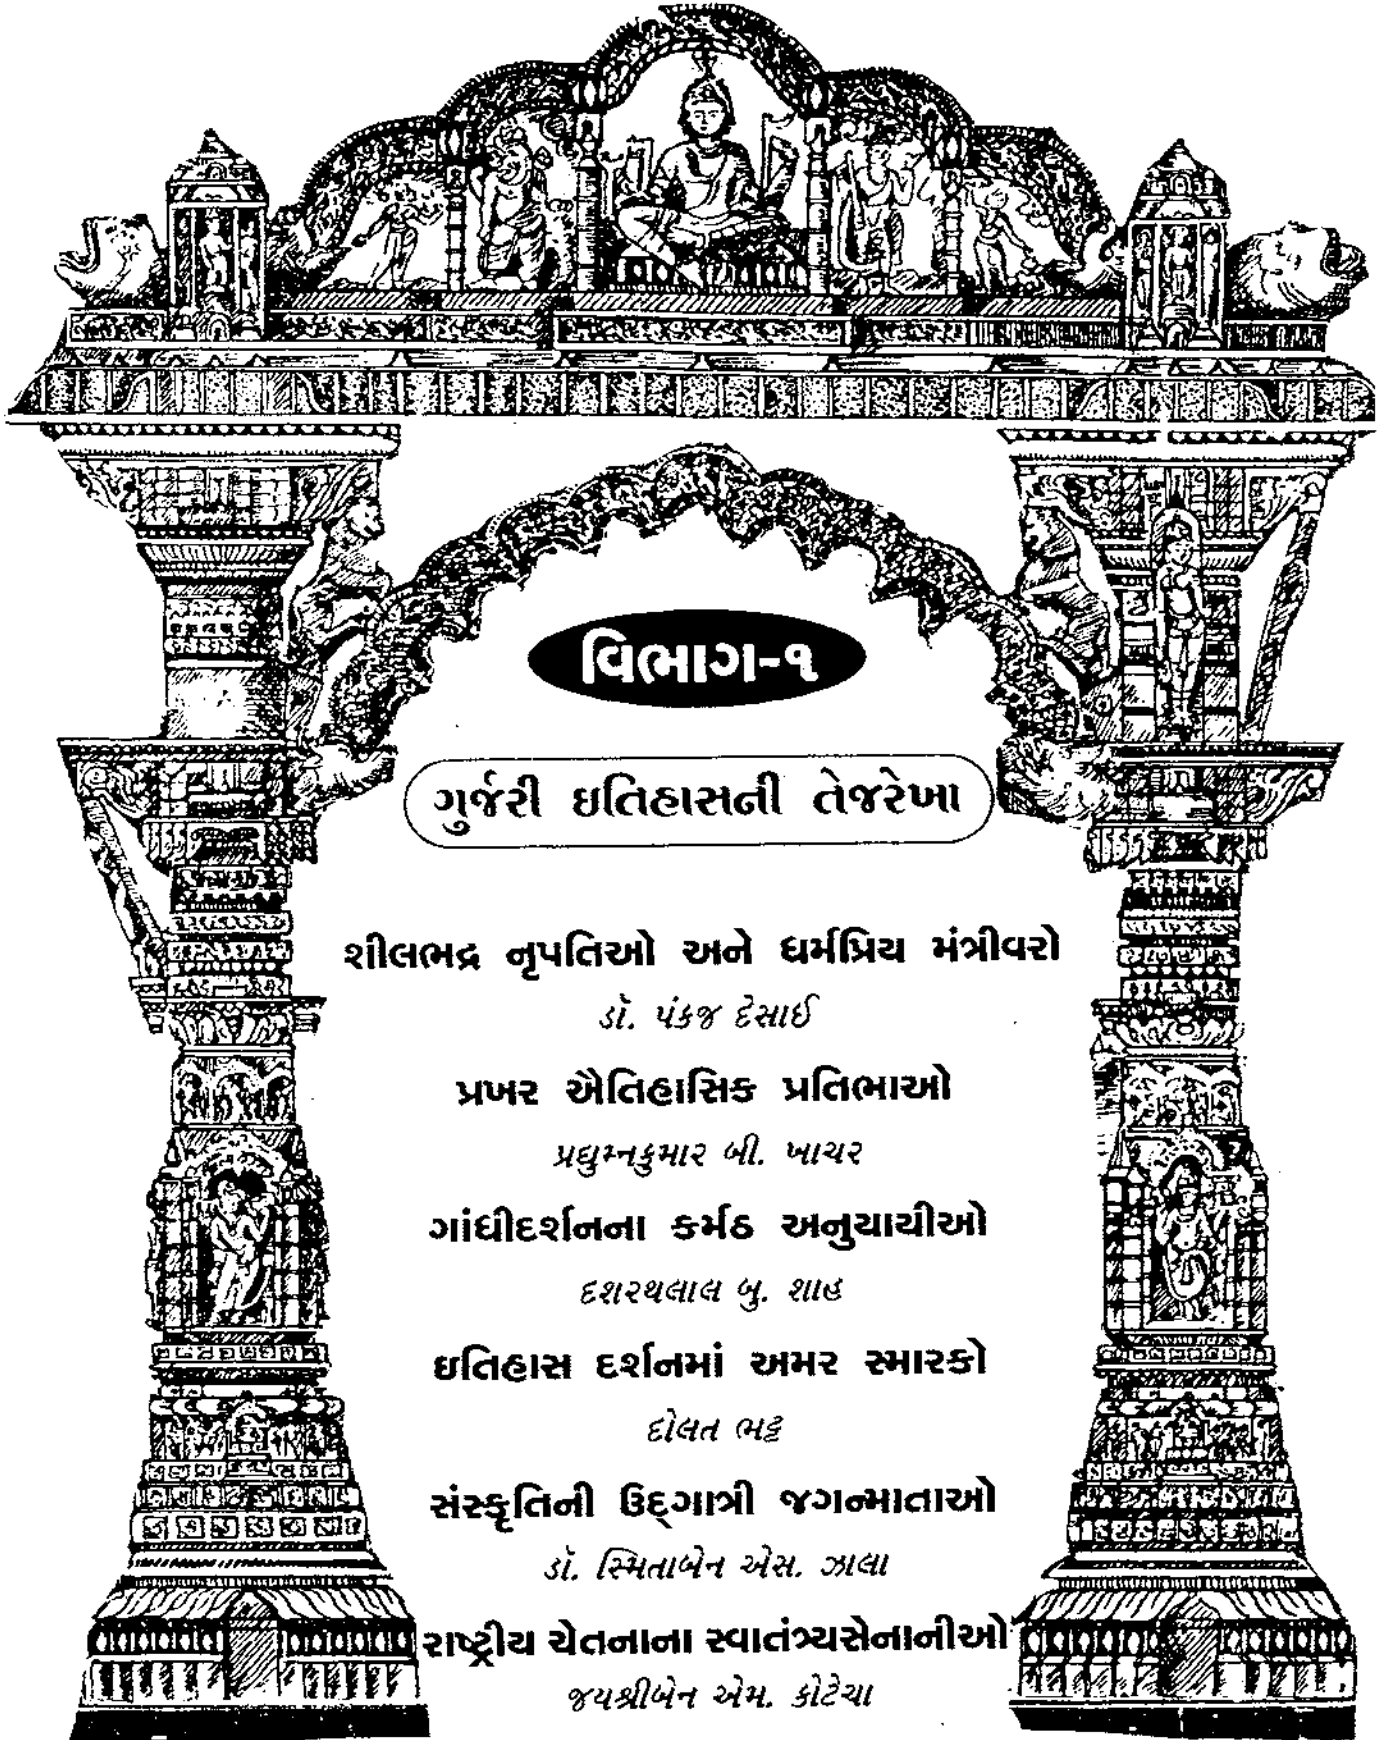 વિભાગ-૧
ગુર્જરી ઇતિહાસની તેજરેખા
શીલભદ્ર નૃપતિઓ અને ધર્મપ્રિય મંત્રીવરો
ડૉ. પંકજ દેસાઈ
પ્રખર ઐતિહાસિક પ્રતિભાઓ
પ્રદ્યુમ્નકુમાર બી. ખાચર
ગાંધીદર્શનના કર્મઠ અનુયાયીઓ
દશરથલાલ બુ. શાહ
ઇતિહાસ દર્શનમાં અમર સ્મારકો
દોલત ભટ્ટ
સંસ્કૃતિની ઉદ્‌ગાત્રી જગન્માતાઓ
ડૉ. સ્મિતાબેન એસ. ઝાલા
રાષ્ટ્રીય ચેતનાના સ્વાતંત્ર્યસેનાનીઓ
જયશ્રીબેન એમ. કોટેચા